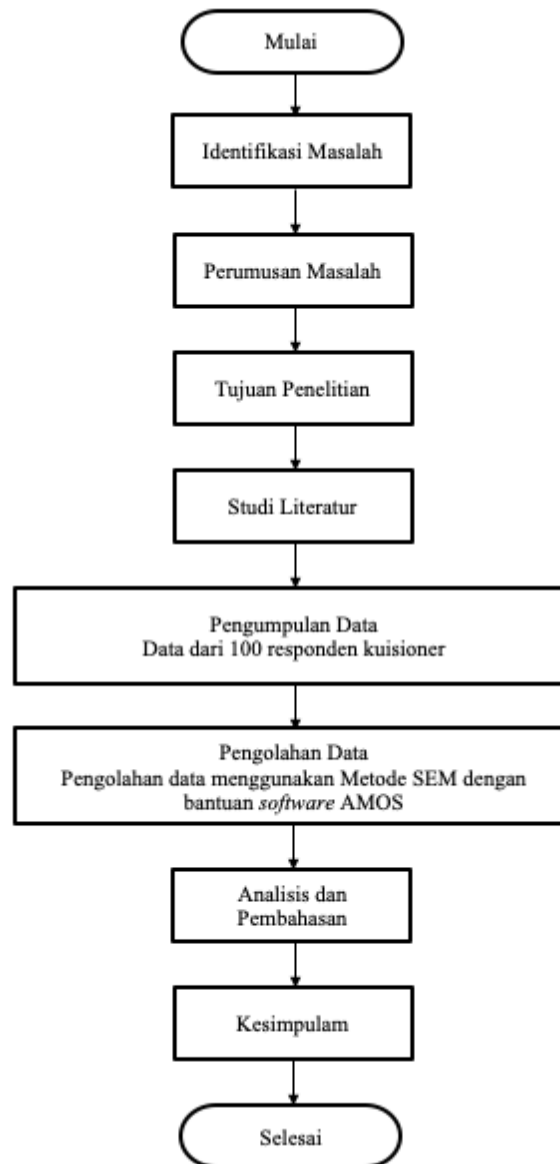 Mulai
Identifikasi Masalah
Perumusan Masalah
Tujuan Penelitian
Studi Literatur
Pengumpulan Data
Data dari 100 responden kuisioner
Pengolahan Data
Pengolahan data menggunakan Metode SEM dengan
bantuan software AMOS
Analisis dan
Pembahasan
Kesimpulam
Selesai